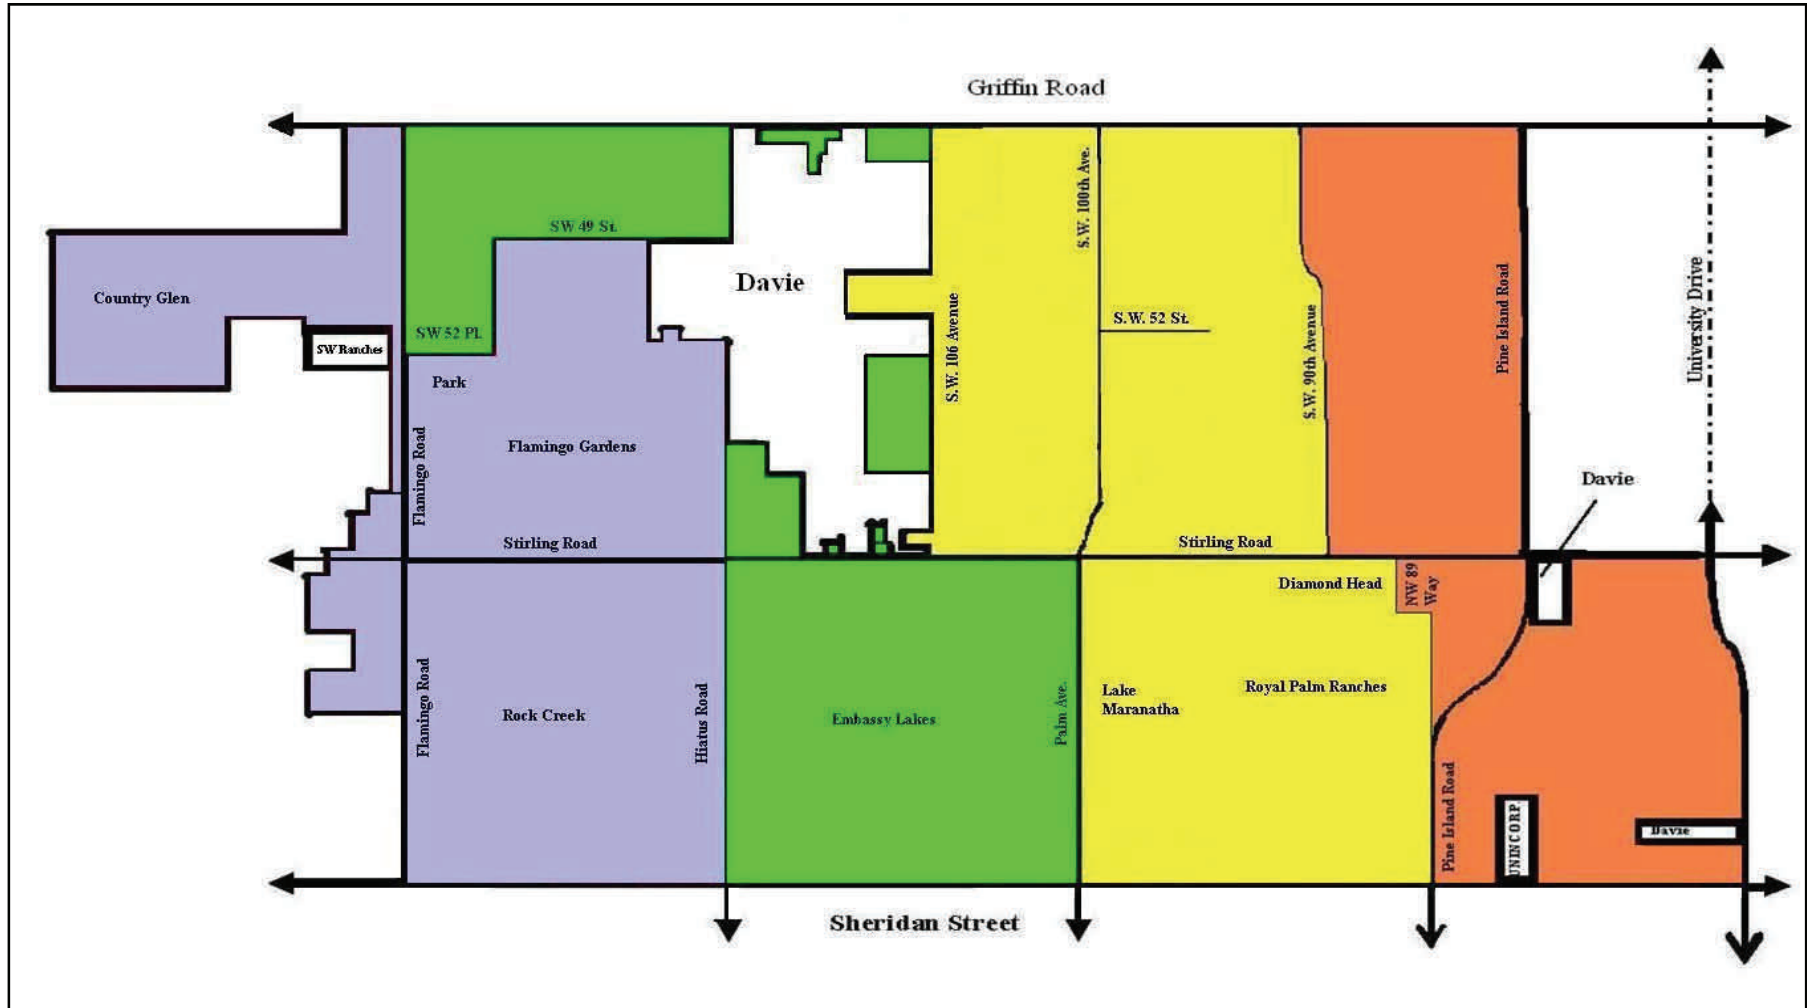 Griffin Road
S.W. 100th Ave.
SW 49 St.
University Drive
Pine Island Road
Davie
Country Glen
S.W. 106 Avenue
S.W. 52 St.
S.W. 90th Avenue
SW 52 Pl.
SW Ranches
Park
Flamingo Road
Flamingo Gardens
Davie
Stirling Road
Stirling Road
Diamond Head
NW 89
Way
Flamingo Road
Rock Creek
Hiatus Road
Embassy Lakes
Palm Ave.
Lake
Maranatha
Royal Palm Ranches
Pine Island Road
UNINCORP
Davie
Sheridan Street